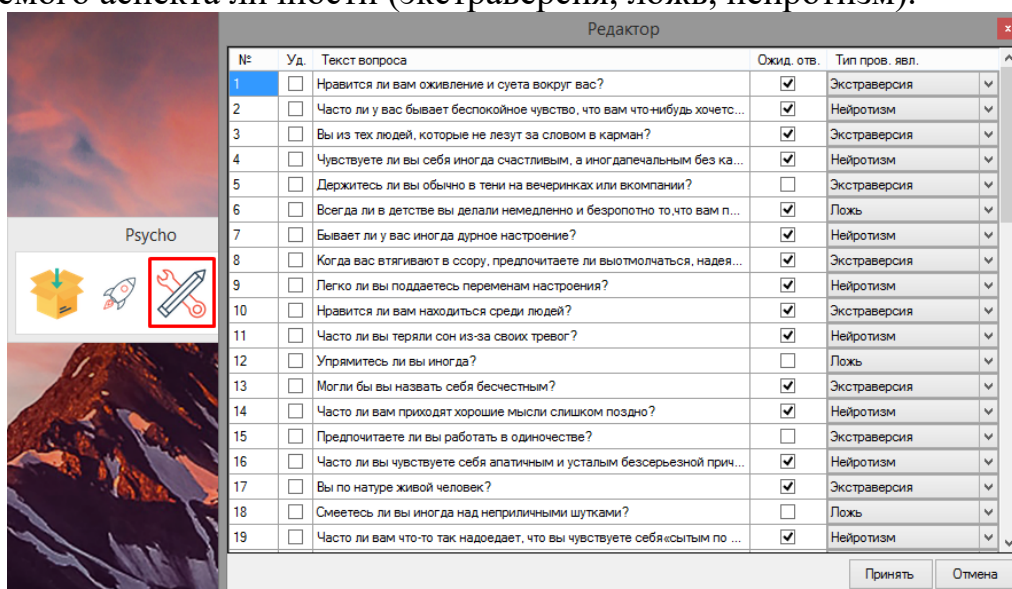 емого аспекта личности (экстраверсия, ложь, нейротизм).
Редактор
x
№ Уд. Текст вопроса Ожид. отв. Тип пров. явл.
1 Нравится ли вам оживление и суета вокруг вас? Экстраверсия
2 Часто ли у вас бывает беспокойное чувство, что вам что-нибудь хочетс... Нейротизм
3 Вы из тех людей, которые не лезут за словом в карман? Экстраверсия
4 Чувствуете ли вы себя иногда счастливым, а иногдапечальным без ка... Нейротизм
5 Держитесь ли вы обычно в тени на вечеринках или вкомпании? Экстраверсия
6 Всегда ли в детстве вы делали немедленно и безропотно то,что вам п... Ложь
7 Бывает ли у вас иногда дурное настроение? Нейротизм
8 Когда вас втягивают в ссору, предпочитаете ли выотмолчаться, надея... Экстраверсия
9 Легко ли вы поддаетесь переменам настроения? Нейротизм
10 Нравится ли вам находиться среди людей? Экстраверсия
11 Часто ли вы теряли сон из-за своих тревог? Нейротизм
12 Упрямитесь ли вы иногда? Ложь
13 Могли бы вы назвать себя бесчестным? Экстраверсия
14 Часто ли вам приходят хорошие мысли слишком поздно? Нейротизм
15 Предпочитаете ли вы работать в одиночестве? Экстраверсия
16 Часто ли вы чувствуете себя апатичным и усталым безсерьезной прич... Нейротизм
17 Вы по натуре живой человек? Экстраверсия
18 Смеетесь ли вы иногда над неприличными шутками? Ложь
19 Часто ли вам что-то так надоедает, что вы чувствуете себя«сытым по ... Нейротизм
Psycho
Принять Отмена